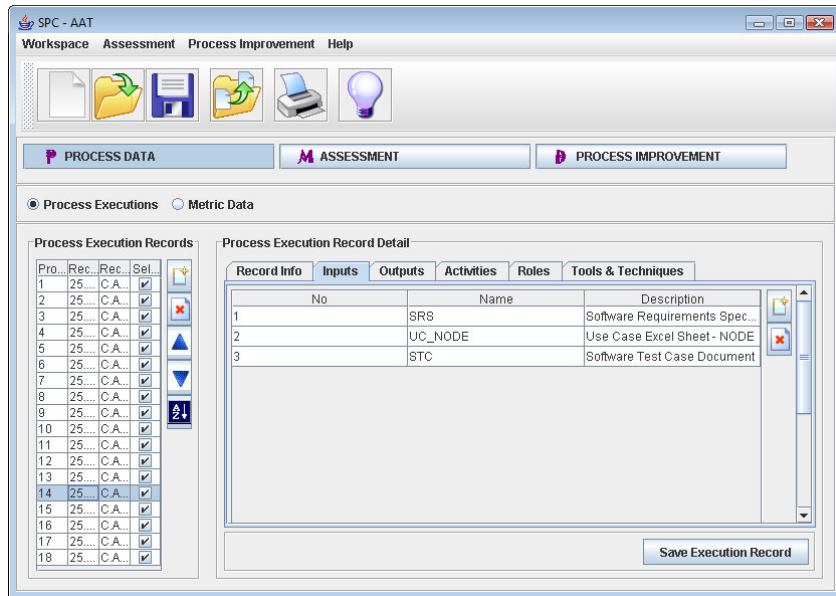 SPC - AAT
Workspace Assessment Process Improvement Help
P PROCESS DATA M ASSESSMENT PROCESS IMPROVEMENT
Process Executions Metric Data
Process Execution Records Process Execution Record Detail
Record Info Inputs Outputs Activities Roles Tools & Techniques
Pro... Rec... Rec... Sel...
No Name Description
1 SRS Software Requirements Spec...
2 UC_NODE Use Case Excel Sheet - NODE
3 STC Software Test Case Document
1 25.... C.A...
2 25.... C.A...
3 25.... C.A...
4 25.... C.A...
5 25.... C.A...
6 25.... C.A...
7 25.... C.A...
8 25.... C.A...
9 25.... C.A...
10 25.... C.A...
11 25.... C.A...
12 25.... C.A...
13 25.... C.A...
14 25.... C.A...
15 25.... C.A...
16 25.... C.A...
17 25.... C.A...
18 25.... C.A...
A
Z
Save Execution Record